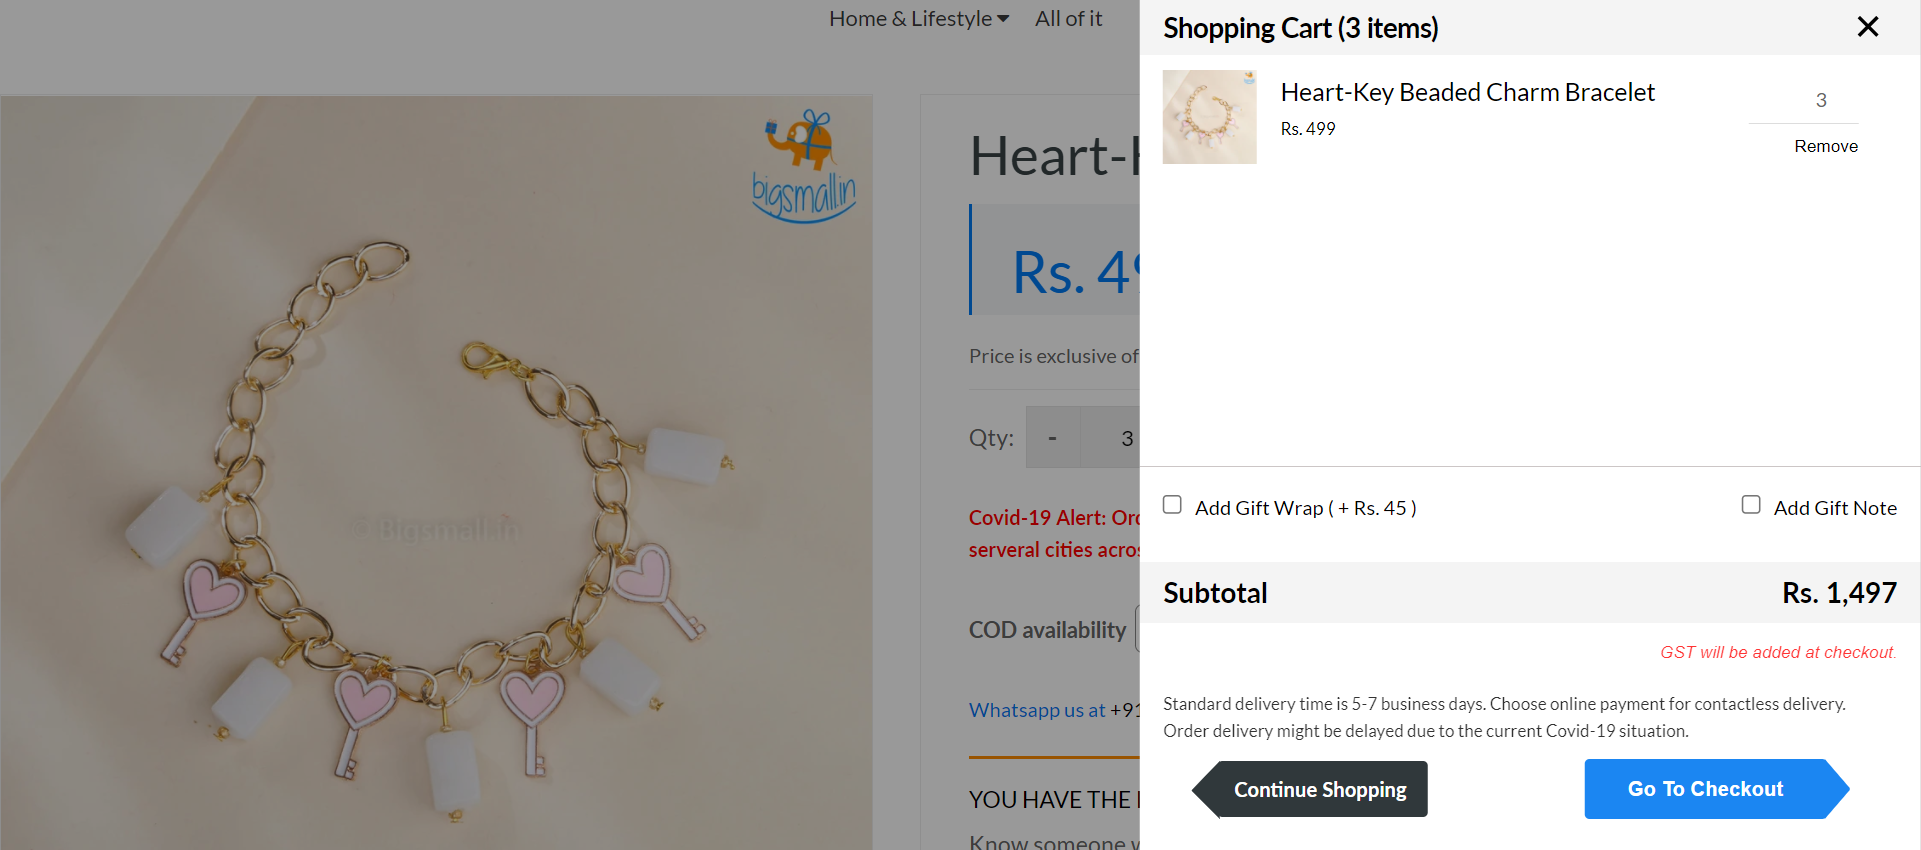 Home & Lifestyle
All of it
bigsmall.in
©Bigsmall.in
Heart-
Rs. 49
Price is exclusive of
Qty:
-
3
Covid-19 Alert:
serveral cities
COD availability
Whatsapp us at +91
YOU HAVE THE
Know someone
Shopping Cart (3 items)
Heart-Key Beaded Charm Bracelet
Rs. 499
3
Remove
Add Gift Wrap ( + Rs. 45 )
Add Gift Note
Subtotal
Rs. 1,497
GST will be added at checkout.
Standard delivery time is 5-7 business days. Choose online payment for contactless delivery.
Order delivery might be delayed due to the current Covid-19 situation.
Continue Shopping
Go To Checkout